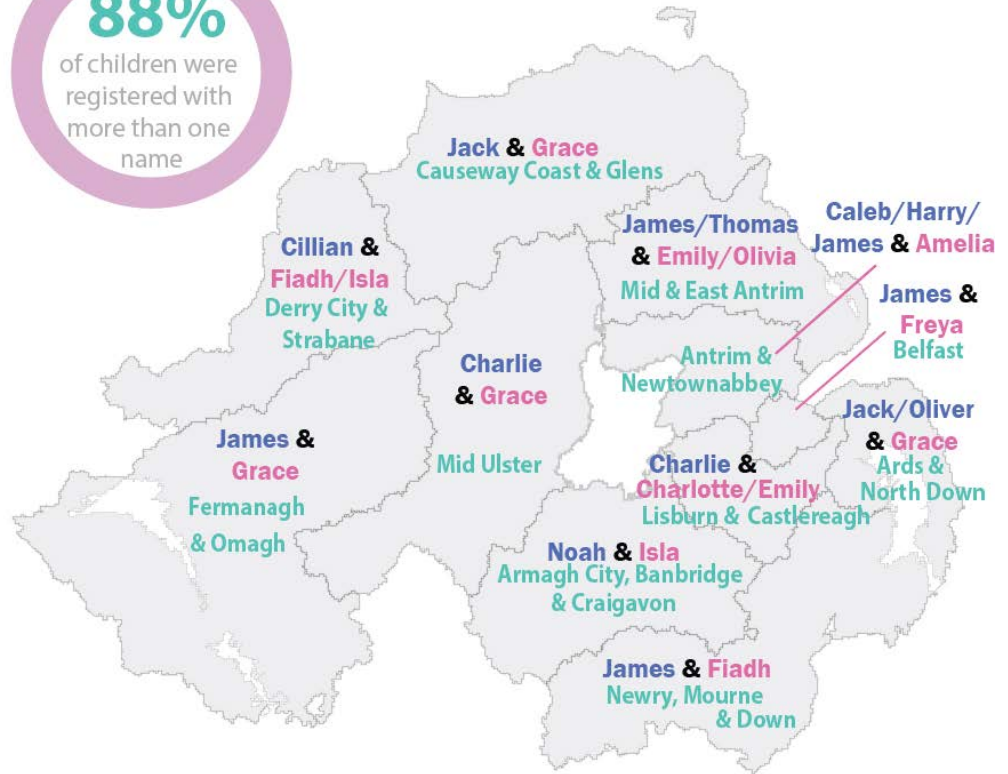 88%
of children were
registered with
more than one
name
Jack & Grace
Causeway Coast & Glens
Cillian &
Fiadh/Isla
Derry City &
Strabane
James/Thomas
& Emily/Olivia
Mid & East Antrim
Caleb/Harry/
James & Amelia
Antrim &
Newtownabbey
James &
Freya
Belfast
Charlie
& Grace
Mid Ulster
James &
Grace
Fermanagh
& Omagh
Jack/Oliver
& Grace
Ards &
North Down
Charlie &
Charlotte/Emily
Lisburn & Castlereagh
Noah & Isla
Armagh City, Banbridge
& Craigavon
James & Fiadh
Newry, Mourne
& Down